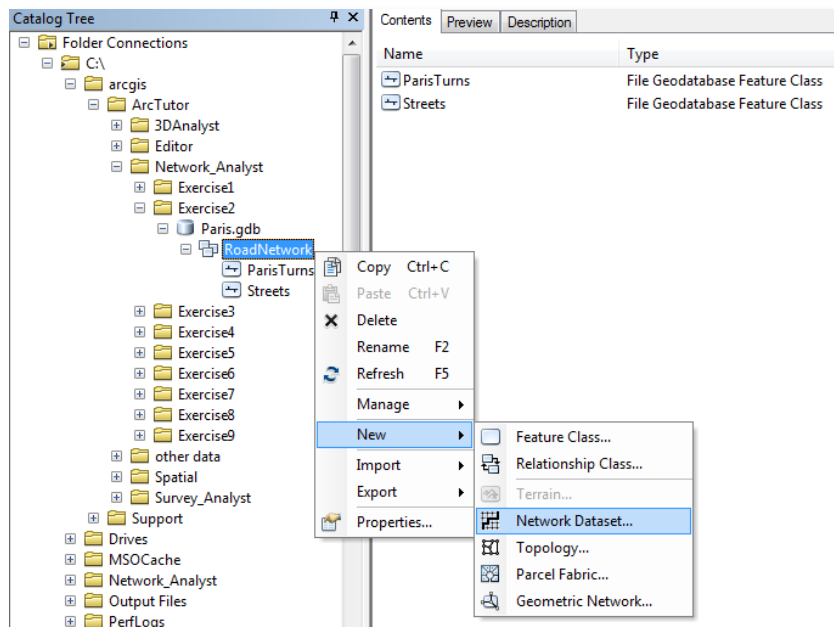 Catalog Tree
Folder Connections
C:\
arcgis
ArcTutor
3DAnalyst
Editor
Network_Analyst
Exercise1
Exercise2
Paris.gdb
RoadNetwork
ParisTurns
Streets
Exercise3
Exercise4
Exercise5
Exercise6
Exercise7
Exercise8
Exercise9
other data
Spatial
Survey_Analyst
Support
Drives
MSOCache
Network_Analyst
Output Files
PerfLogs
Contents Preview Description
Name Type
ParisTurns File Geodatabase Feature Class
Streets File Geodatabase Feature Class
Copy Ctrl+C
Paste Ctrl+V
Delete
Rename F2
Refresh F5
Manage
New
Import
Export
Properties...
Feature Class...
Relationship Class...
Terrain...
Network Dataset...
Topology...
Parcel Fabric...
Geometric Network...